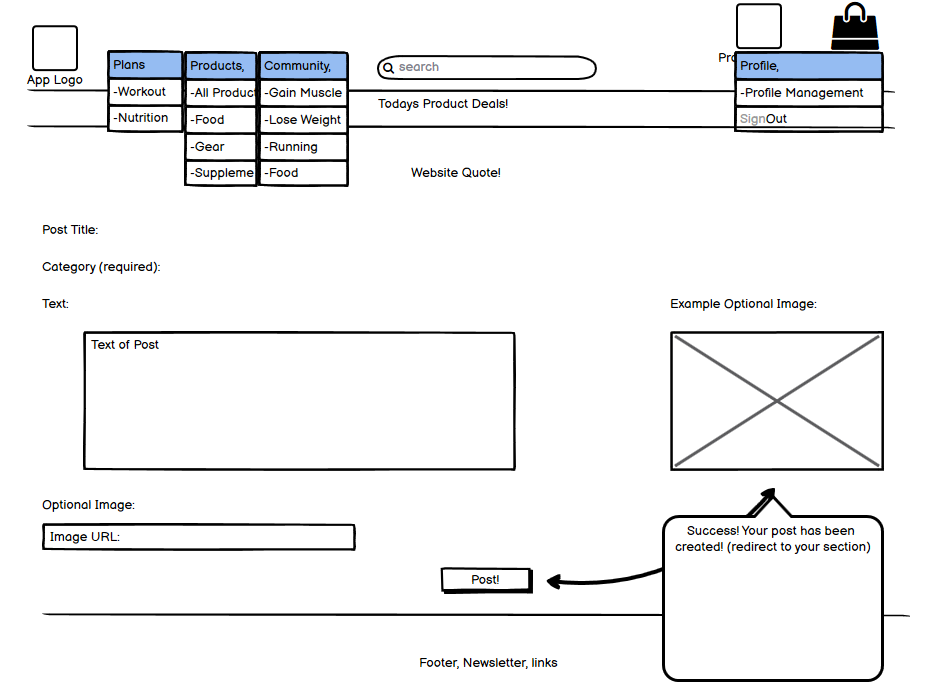 App Logo
Plans
-Workout
-Nutrition
Products,
-All Product
-Food
-Gear
-Suppleme
Community,
-Gain Muscle
-Lose Weight
-Running
-Food
search
Pro
Profile,
-Profile Management
SignOut
Todays Product Deals!
Website Quote!
Post Title:
Category (required):
Text:
Text of Post
Example Optional Image:
Optional Image:
Image URL:
Success! Your post has been
created! (redirect to your section)
Post!
Footer, Newsletter, links